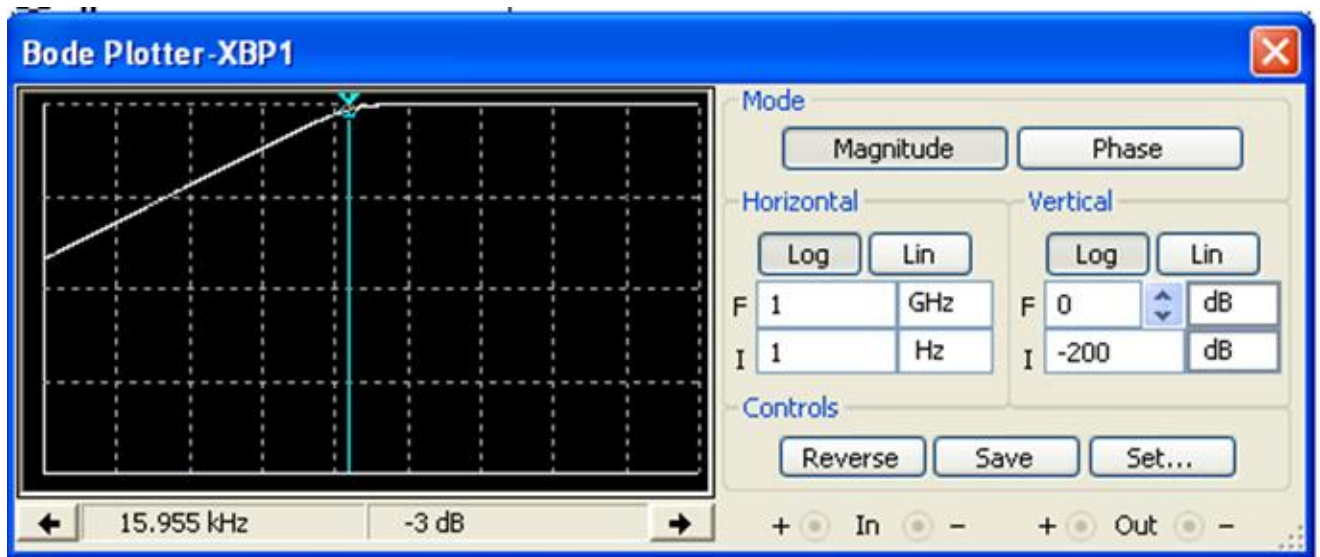 Bode Plotter-XBP1
Mode
Magnitude Phase
Horizontal Vertical
Log Lin Log Lin
F 1 GHz F 0 dB
I 1 Hz I -200 dB
Controls
Reverse Save Set...
15.955 kHz -3 dB + In - + Out -